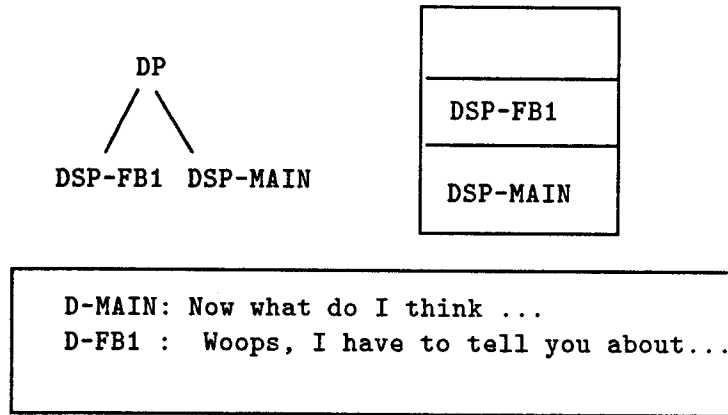 DP
DSP-FB1 DSP-MAIN
DSP-FB1
DSP-MAIN
D-MAIN: Now what do I think ...
D-FB1 : Woops, I have to tell you about...